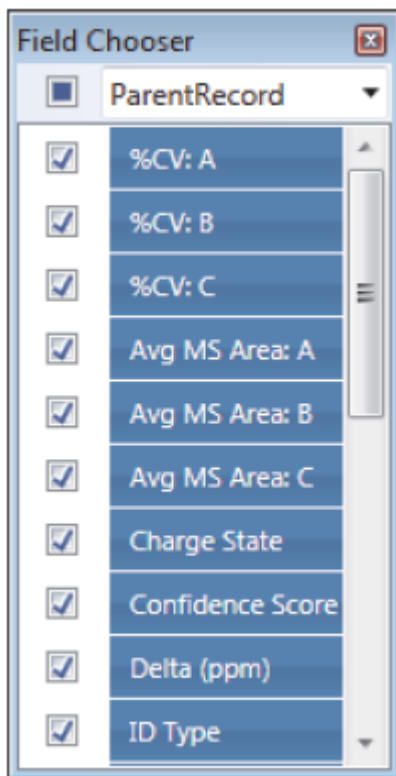 Field Chooser
ParentRecord
%CV: A
%CV: B
%CV: C
Avg MS Area: A
Avg MS Area: B
Avg MS Area: C
Charge State
Confidence Score
Delta (ppm)
ID Type